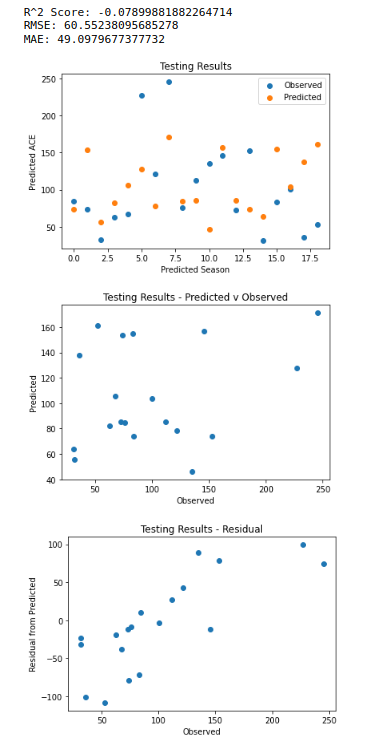 R^2 Score: -0.07899881882264714
RMSE: 60.55238095685278
MAE: 49.0979677377732
Testing Results
Observed
Predicted
250
200
150
100
50
Predicted ACE
0.0 2.5 5.0 7.5 10.0 12.5 15.0 17.5
Predicted Season
Testing Results - Predicted v Observed
160
140
120
100
80
60
40
Predicted
50 100 150 200 250
Observed
Testing Results - Residual
100
50
0
−50
−100
Residual from Predicted
50 100 150 200 250
Observed